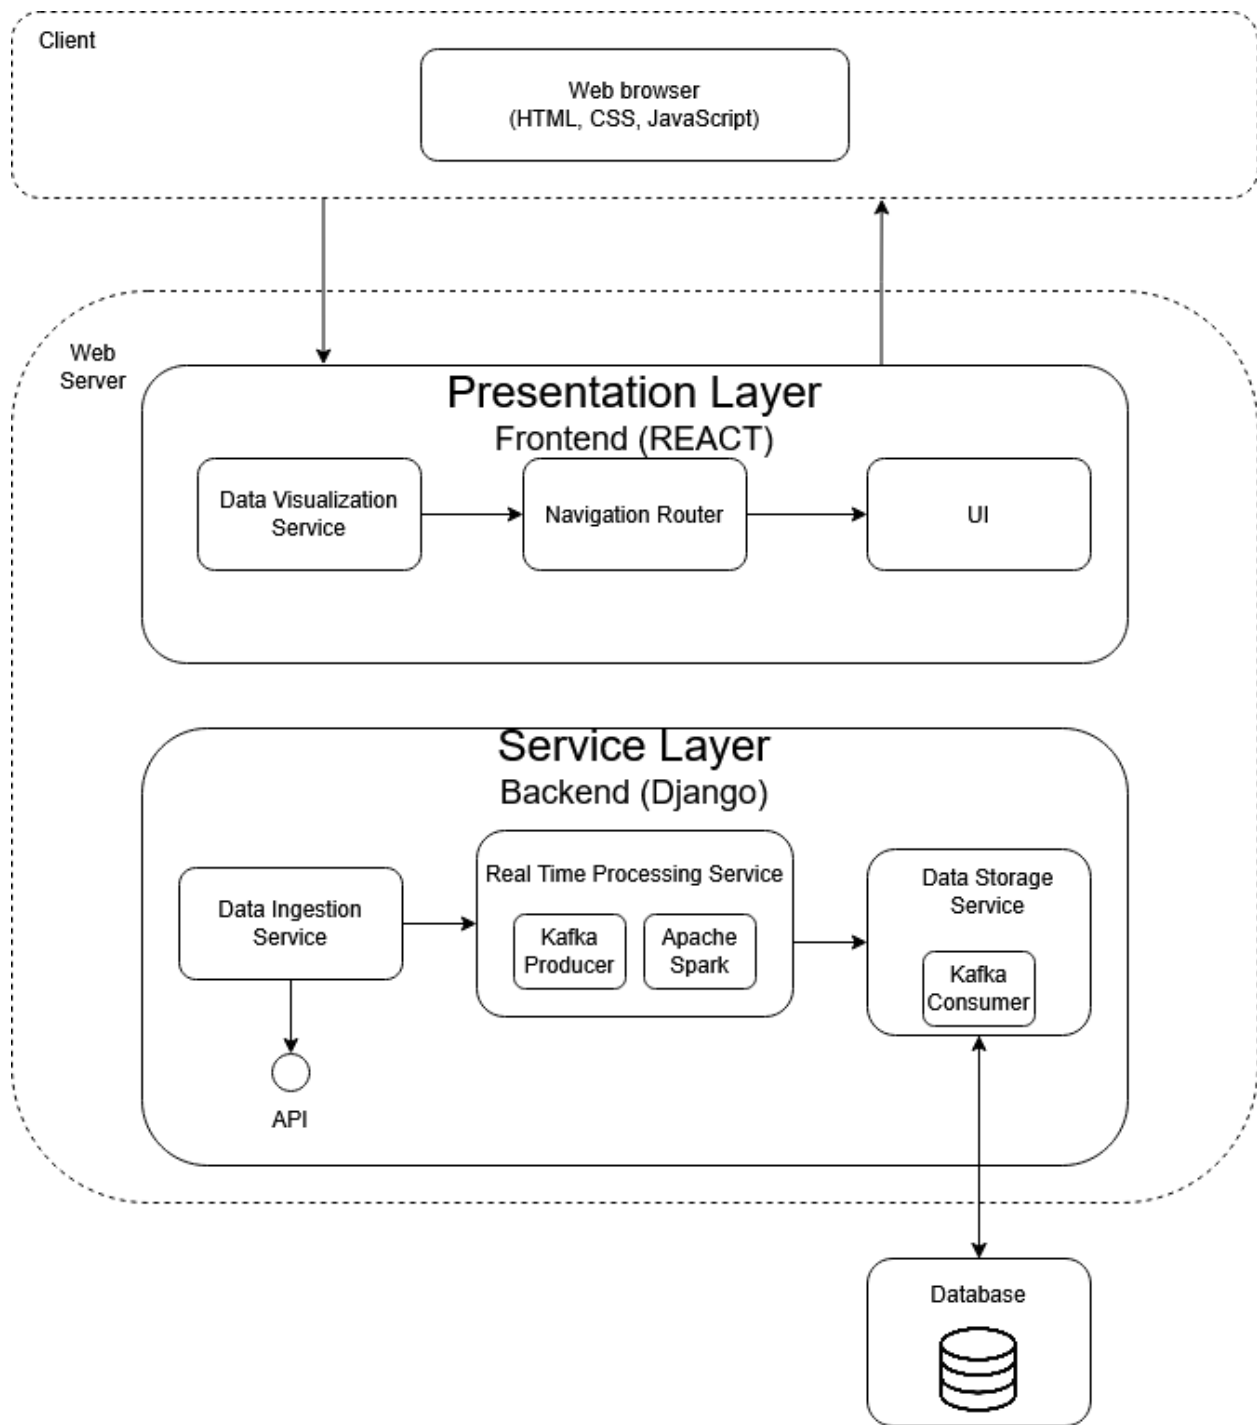 Client
Web browser
(HTML, CSS, JavaScript)
Web
Server
Presentation Layer
Frontend (REACT)
Data Visualization
Service
Navigation Router
UI
Service Layer
Backend (Django)
Data Ingestion
Service
Real Time Processing Service
Kafka
Producer
Apache
Spark
Data Storage
Service
Kafka
Consumer
API
Database